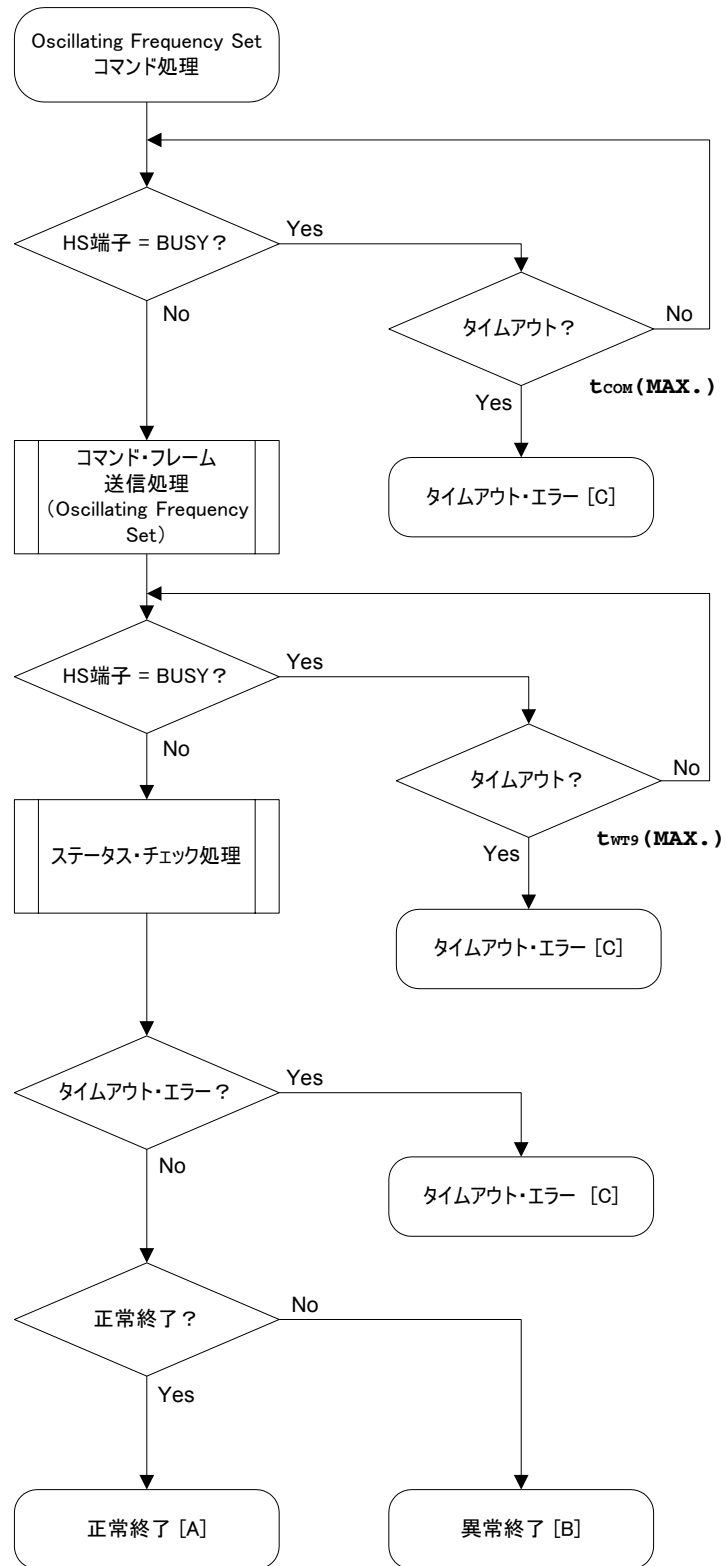 Oscillating Frequency Set
コマンド処理
HS端子 = BUSY？
Yes
No
タイムアウト？
No
tCOM(MAX.)
Yes
タイムアウト・エラー [C]
コマンド・フレーム
送信処理
（Oscillating Frequency
Set）
HS端子 = BUSY？
Yes
No
タイムアウト？
No
tWT9(MAX.)
Yes
タイムアウト・エラー [C]
ステータス・チェック処理
タイムアウト・エラー？
Yes
No
タイムアウト・エラー [C]
正常終了？
No
Yes
正常終了 [A]
異常終了 [B]